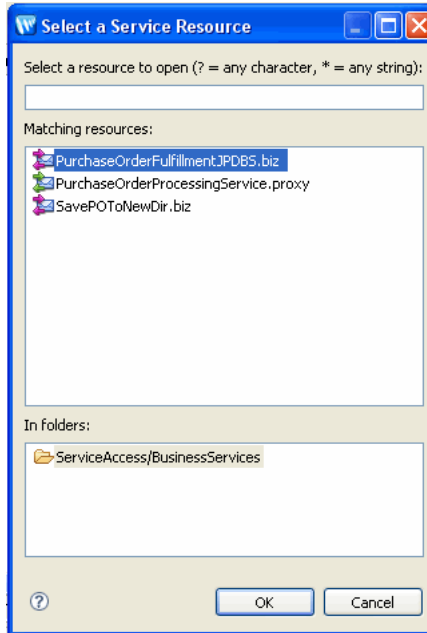 Select a Service Resource
Select a resource to open (? = any character, * = any string):
Matching resources:
PurchaseOrderFulfillmentJPDBS.biz
PurchaseOrderProcessingService.proxy
SavePOToNewDir.biz
In folders:
ServiceAccess/BusinessServices
OK Cancel